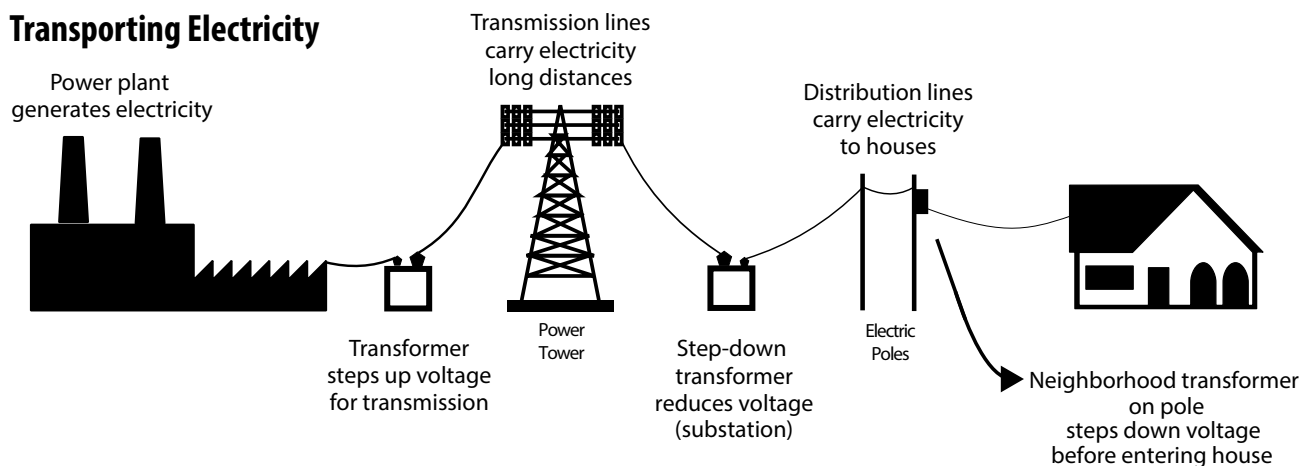 Transporting Electricity
Power plant
generates electricity
Transmission lines
carry electricity
long distances
Distribution lines
carry electricity
to houses
Transformer
steps up voltage
for transmission
Power
Tower
Step-down
transformer
reduces voltage
(substation)
Electric
Poles
Neighborhood transformer
on pole
steps down voltage
before entering house